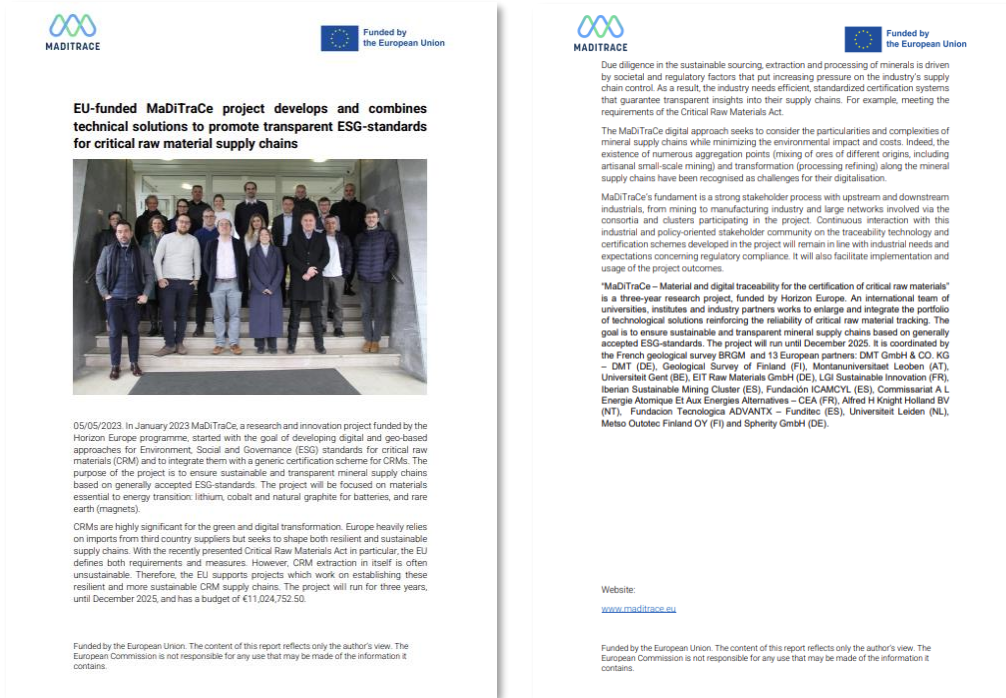 MADITRACE
Funded by
the European Union
EU-funded MaDiTraCe project develops and combines
technical solutions to promote transparent ESG-standards
for critical raw material supply chains
05/05/2023. In January 2023 MaDiTraCe, a research and innovation project funded by the
Horizon Europe programme, started with the goal of developing digital and geo-based
approaches for Environment, Social and Governance (ESG) standards for critical raw
materials (CRM) and to integrate them with a generic certification scheme for CRMs. The
purpose of the project is to ensure sustainable and transparent mineral supply chains
based on generally accepted ESG-standards. The project will be focused on materials
essential to energy transition: lithium, cobalt and natural graphite for batteries, and rare
earth (magnets).
CRMs are highly significant for the green and digital transformation. Europe heavily relies
on imports from third country suppliers but seeks to shape both resilient and sustainable
supply chains. With the recently presented Critical Raw Materials Act in particular, the EU
defines both requirements and measures. However, CRM extraction in itself is often
unsustainable. Therefore, the EU supports projects which work on establishing these
resilient and more sustainable CRM supply chains. The project will run for three years,
until December 2025, and has a budget of €11,024,752.50.
Funded by the European Union. The content of this report reflects only the author's view. The
European Commission is not responsible for any use that may be made of the information it
contains.
MADITRACE
Funded by
the European Union
Due diligence in the sustainable sourcing, extraction and processing of minerals is driven
by societal and regulatory factors that put increasing pressure on the industry's supply
chain control. As a result, the industry needs efficient, standardized certification systems
that guarantee transparent insights into their supply chains. For example, meeting the
requirements of the Critical Raw Materials Act.
The MaDiTraCe digital approach seeks to consider the particularities and complexities of
mineral supply chains while minimizing the environmental impact and costs. Indeed, the
existence of numerous aggregation points (mixing of ores of different origins, including
artisanal small-scale mining) and transformation (processing refining) along the mineral
supply chains have been recognised as challenges for their digitalisation.
MaDiTraCe's fundament is a strong stakeholder process with upstream and downstream
industrials, from mining to manufacturing industry and large networks involved via the
consortia and clusters participating in the project. Continuous interaction with this
industrial and policy-oriented stakeholder community on the traceability technology and
certification schemes developed in the project will remain in line with industrial needs and
expectations concerning regulatory compliance. It will also facilitate implementation and
usage of the project outcomes.
"MaDiTraCe – Material and digital traceability for the certification of critical raw materials"
is a three-year research project, funded by Horizon Europe. An international team of
universities, institutes and industry partners works to enlarge and integrate the portfolio
of technological solutions reinforcing the reliability of critical raw material tracking. The
goal is to ensure sustainable and transparent mineral supply chains based on generally
accepted ESG-standards. The project will run until December 2025. It is coordinated by
the French geological survey BRGM and 13 European partners: DMT GmbH & CO. KG
– DMT (DE), Geological Survey of Finland (FI), Montanuniversitaet Leoben (AT),
Universiteit Gent (BE), EIT Raw Materials GmbH (DE), LGI Sustainable Innovation (FR),
Iberian Sustainable Mining Cluster (ES), Fundación ICAMCYL (ES), Commissariat A L
Energie Atomique Et Aux Energies Alternatives – CEA (FR), Alfred H Knight Holland BV
(NT), Fundacion Tecnologica ADVANTX – Funditec (ES), Universiteit Leiden (NL),
Metso Outotec Finland OY (FI) and Spherity GmbH (DE).
Website:
www.maditrace.eu
Funded by the European Union. The content of this report reflects only the author's view. The
European Commission is not responsible for any use that may be made of the information it
contains.